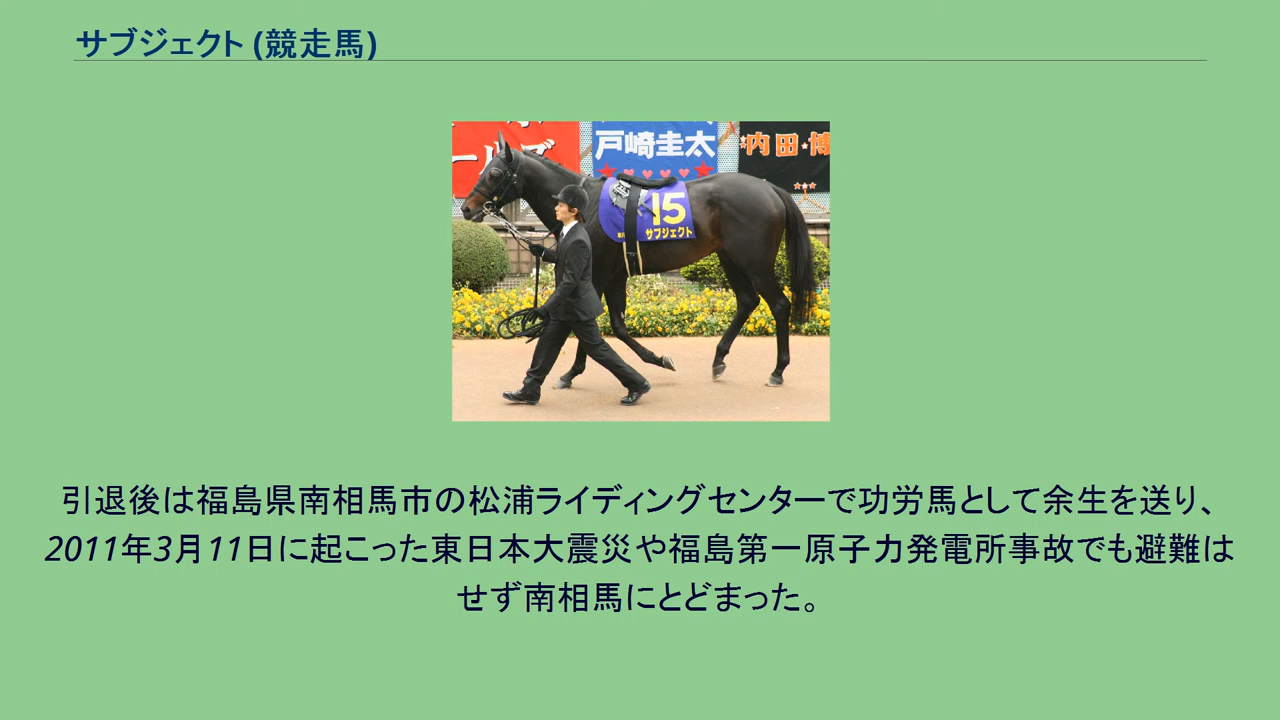 サブジェクト (競走馬)
ールズ
戸崎圭太
内田博
15
サブジェクト
引退後は福島県南相馬市の松浦ライディングセンターで功労馬として余生を送り、
2011年3月11日に起こった東日本大震災や福島第一原子力発電所事故でも避難は
せず南相馬にとどまった。